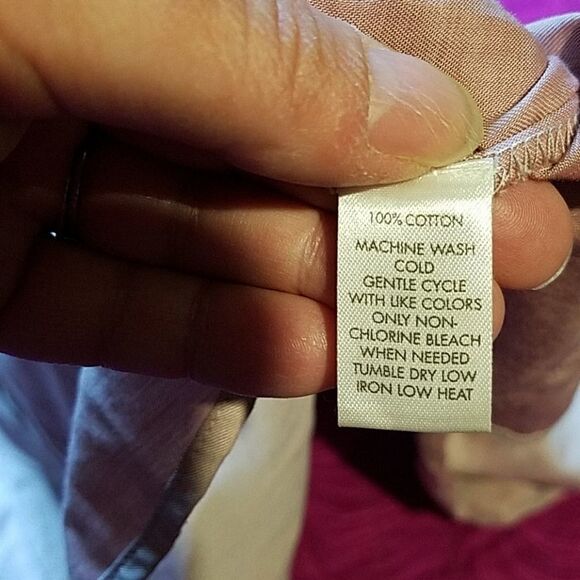 100% COTTON
MACHINE WASH
COLD
GENTLE CYCLE
WITH LIKE COLORS
ONLY NON-
CHLORINE BLEACH
WHEN NEEDED
TUMBLE DRY LOW
IRON LOW HEAT